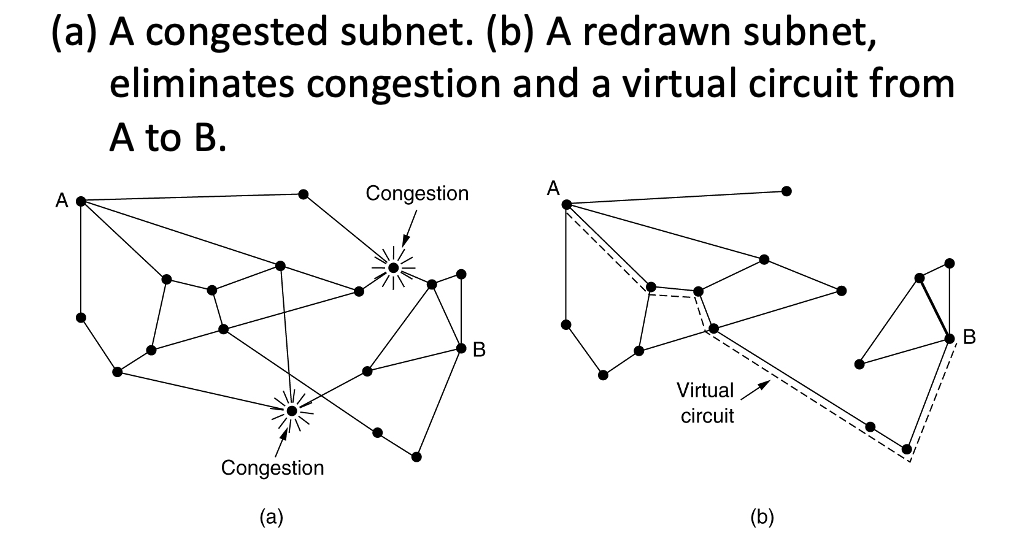 (a) A congested subnet. (b) A redrawn subnet,
eliminates congestion and a virtual circuit from
A to B.
A
Congestion
B
Congestion
(a)
A
B
Virtual
circuit
(b)